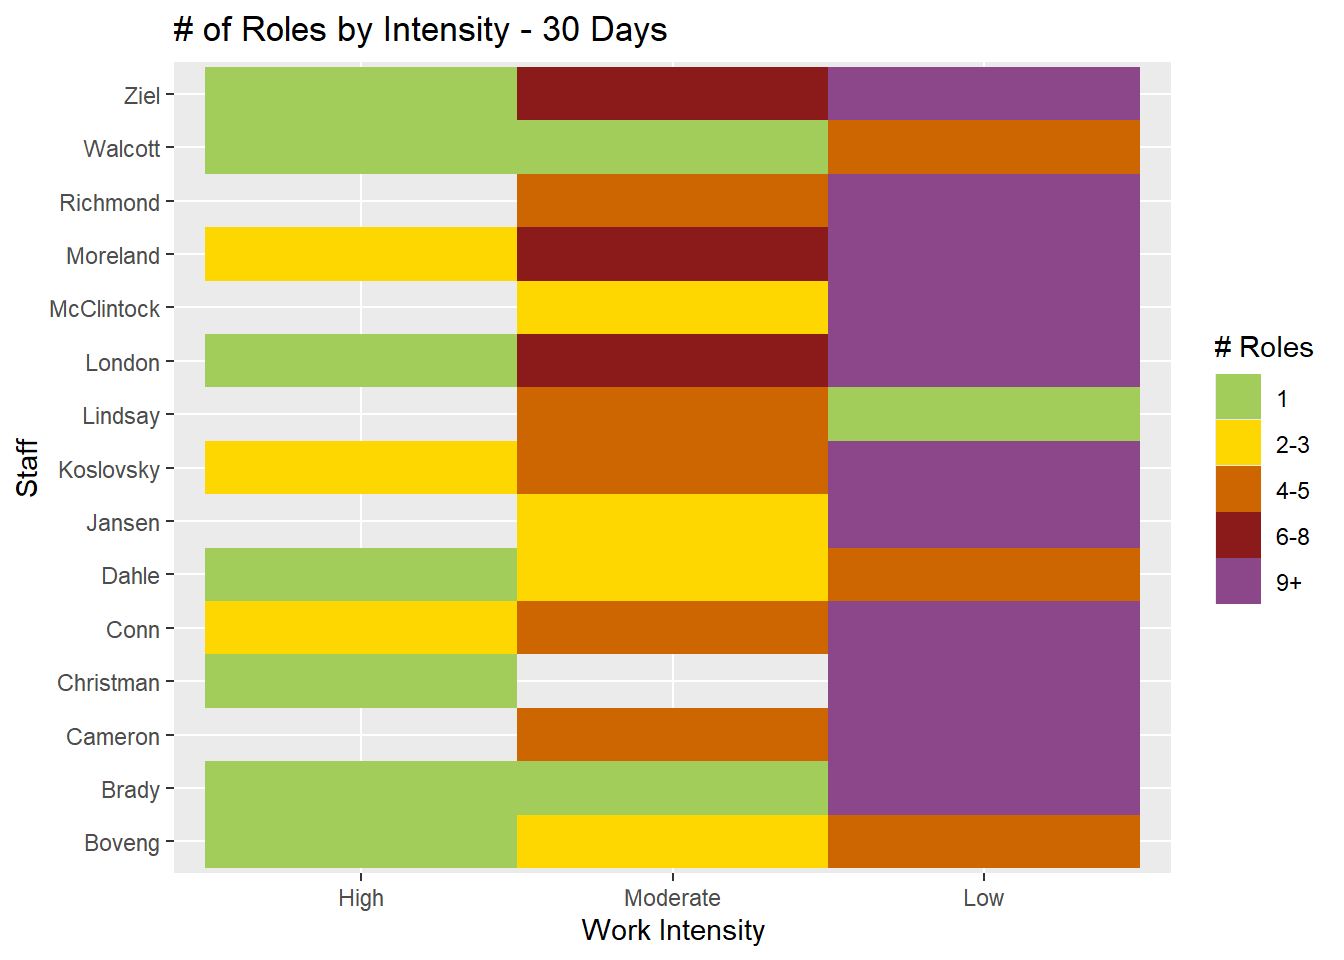 # of Roles by Intensity - 30 Days
Ziel
Walcott
Richmond
Moreland
McClintock
London
Lindsay
Koslovsky
Jansen
Dahle
Conn
Christman
Cameron
Brady
Boveng
Staff
High
Moderate
Low
Work Intensity
# Roles
1
2-3
4-5
6-8
9+